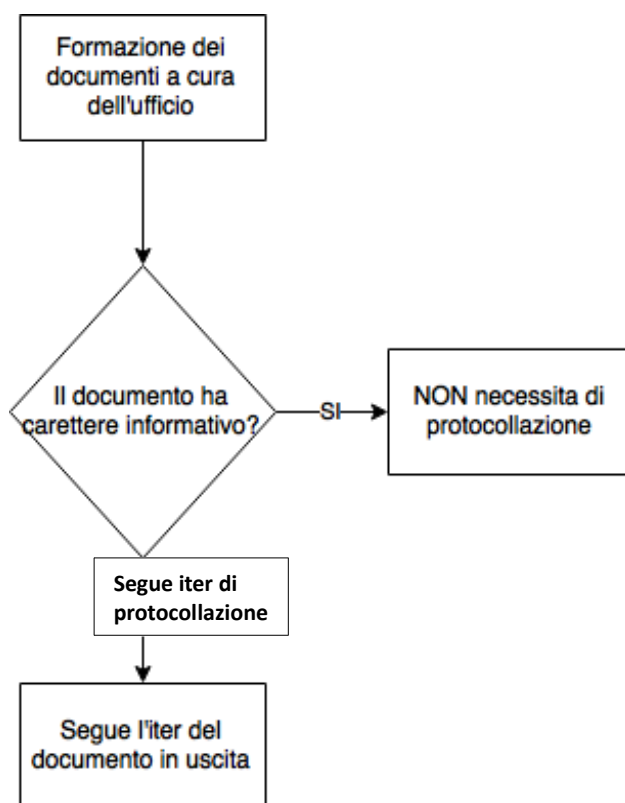 Formazione dei
documenti a cura
dell'ufficio
Il documento ha
carettere informativo?
SI
NON necessita di
protocollazione
Segue iter di
protocollazione
Segue l'iter del
documento in uscita